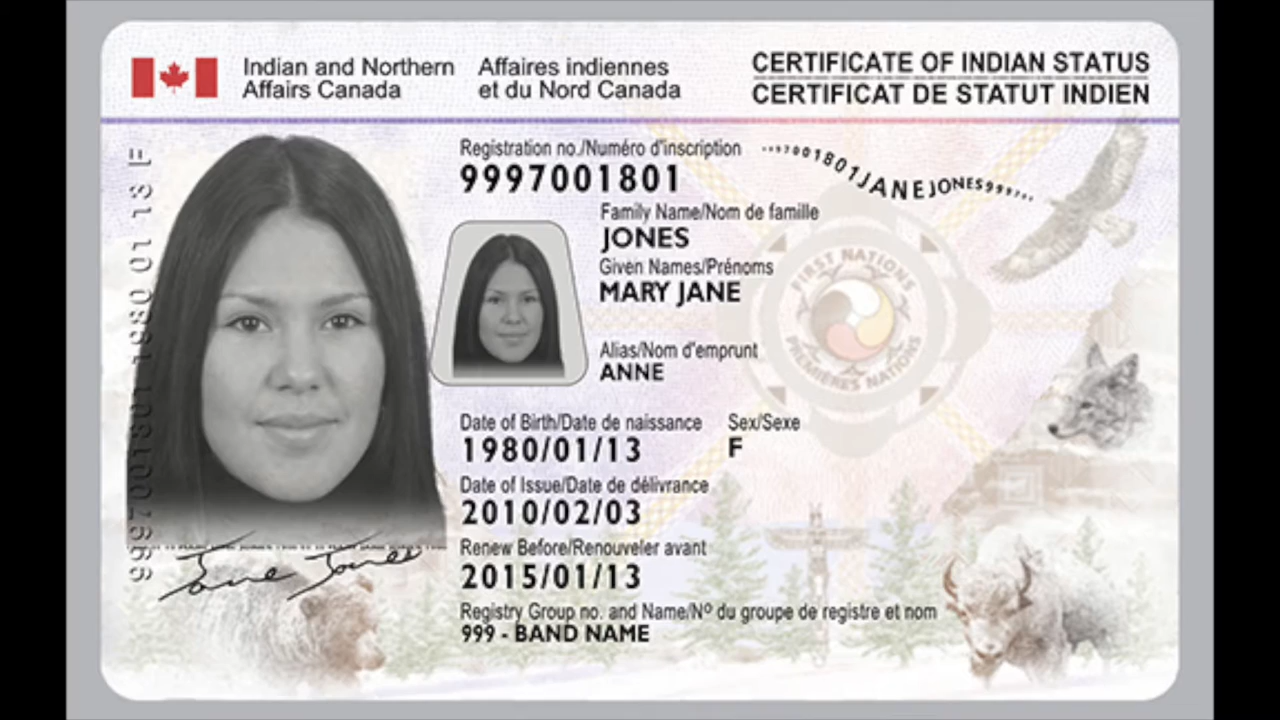 Indian and Northern
Affairs Canada
Affaires indiennes
et du Nord Canada
CERTIFICATE OF INDIAN STATUS
CERTIFICAT DE STATUT INDIEN
Registration no./Numéro d'inscription
9997001801
9997001801JANEJONES999
Family Name/Nom de famille
JONES
Given Names/Prénoms
MARY JANE
Alias/Nom d'emprunt
ANNE
FIRST NATIONS
PREMIÈRES NATIONS
Date of Birth/Date de naissance
1980/01/13
Sex/Sexe
F
Date of Issue/Date de délivrance
2010/02/03
Renew Before/Renouveler avant
2015/01/13
Registry Group no. and Name/Nº du groupe de registre et nom
999 - BAND NAME
Jane Jones